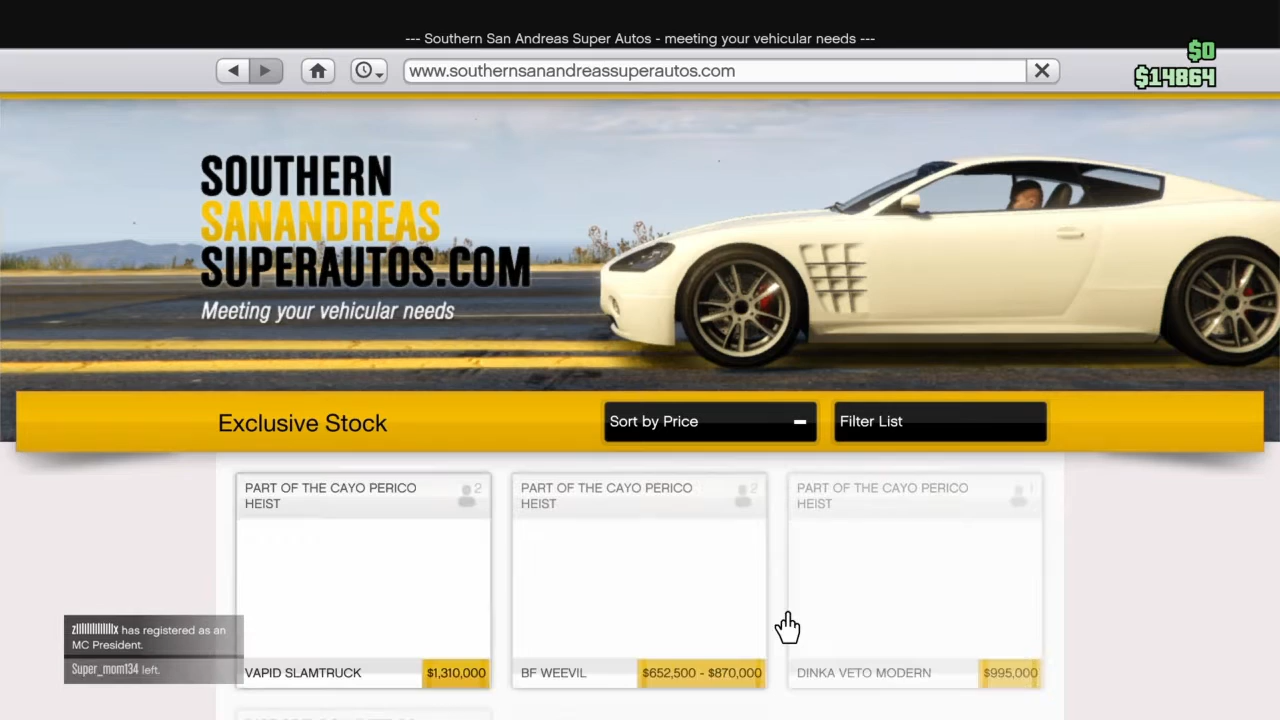 --- Southern San Andreas Super Autos - meeting your vehicular needs ---
www.southernsanandreassuperautos.com
$0
$14864
SOUTHERN
SANANDREAS
SUPERAUTOS.COM
Meeting your vehicular needs
Exclusive Stock
Sort by Price
Filter List
PART OF THE CAYO PERICO
HEIST
2
PART OF THE CAYO PERICO
HEIST
2
PART OF THE CAYO PERICO
HEIST
1
VAPID SLAMTRUCK
$1,310,000
BF WEEVIL
$652,500 - $870,000
DINKA VETO MODERN
$995,000
has registered as an
MC President.
Super_mom134 left.